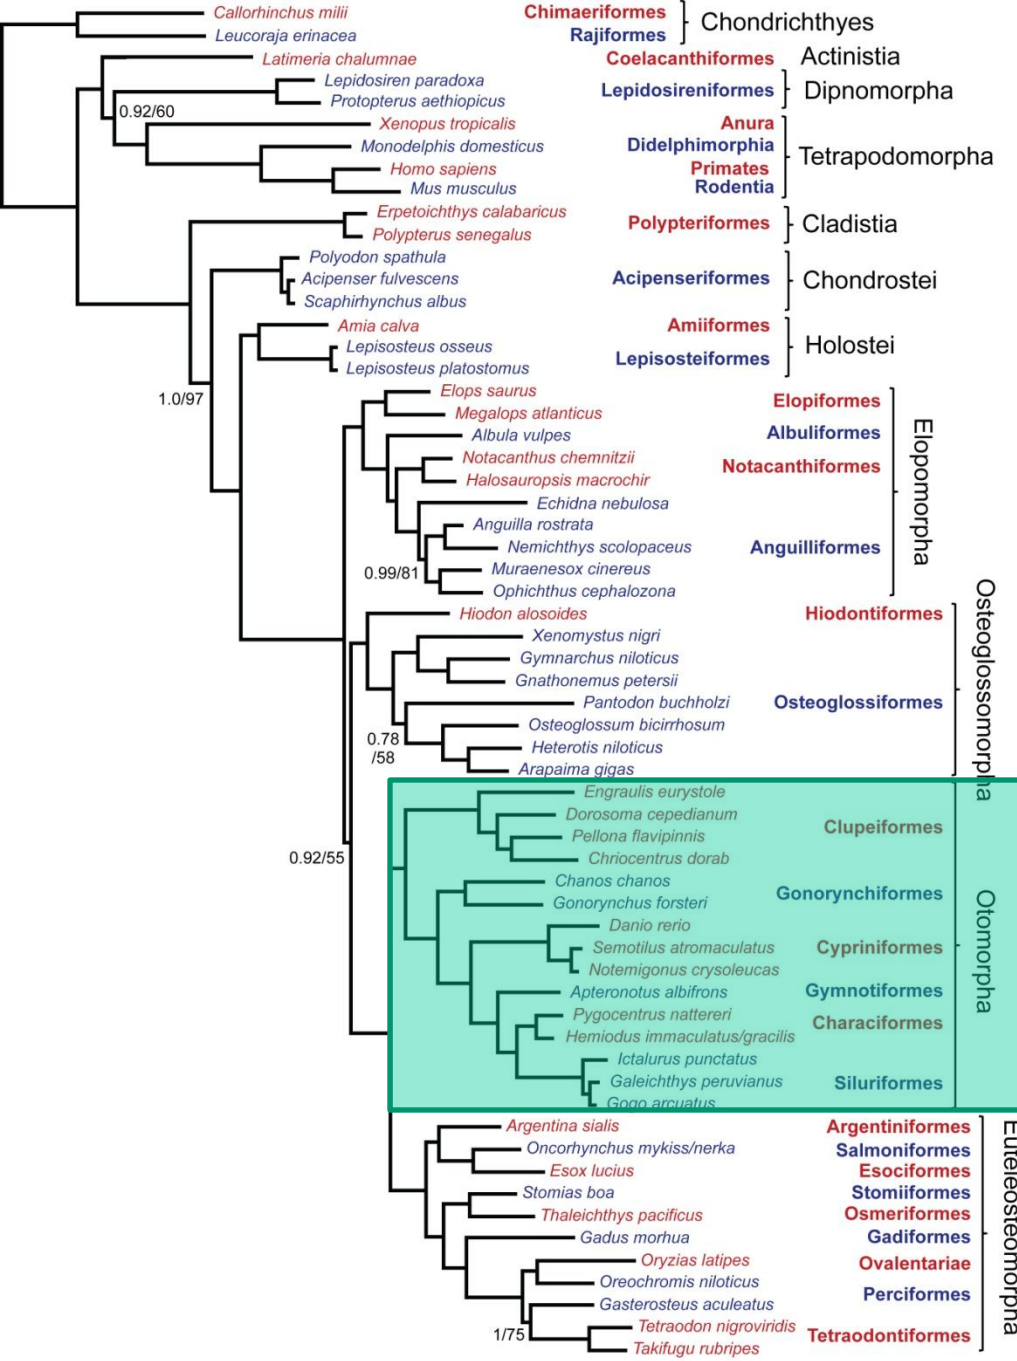 Callorhinchus milii Chimaeriformes Chondrichthyes
Leucoraja erinacea Rajiformes
Latimeria chalumnae Coelacanthiformes Actinistia
Lepidosiren paradoxa Lepidosireniformes Dipnomorpha
Protopterus aethiopicus
0.92/60
Xenopus tropicalis Anura
Monodelphis domesticus Didelphimorphia Tetrapodomorpha
Homo sapiens Primates
Mus musculus Rodentia
Erpetoichthys calabaricus Polypteriformes Cladistia
Polypterus senegalus
Polyodon spathula
Acipenser fulvescens Acipenseriformes Chondrostei
Scaphirhynchus albus
Amia calva Amiiformes Holostei
Lepisosteus osseus Lepisosteiformes
Lepisosteus platostomus
1.0/97
Elops saurus Elopiformes
Megalops atlanticus
Albula vulpes Albuliformes
Notacanthus chemnitzii Notacanthiformes
Halosauropsis macrochir
Elopomorpha
Echidna nebulosa
Anguilla rostrata
Nemichthys scolopaceus Anguilliformes
Muraenesox cinereus
0.99/81
Ophichthus cephalozona
Hiodon alosoides Hiodontiformes
Xenomystus nigri
Gymnarchus niloticus
Gnathonemus petersii
Osteoglossomorpha
Pantodon buchholzi Osteoglossiformes
Osteoglossum bicirrhosum
0.78
/58
Heterotis niloticus
Arapaima gigas
Engraulis eurystole
Dorosoma cepedianum Clupeiformes
Pellona flavipinnis
Chriocentrus dorab
0.92/55
Chanos chanos Gonorynchiformes
Gonorynchus forsteri
Danio rerio
Semotilus atromaculatus Cypriniformes
Notemigonus crysoleucas
Otomorpha
Apteronotus albifrons Gymnotiformes
Pygocentrus nattereri Characiformes
Hemiodus immaculatus/gracilis
Ictalurus punctatus
Galeichthys peruvianus Siluriformes
Gogo arcuatus
Argentina sialis Argentiniformes
Oncorhynchus mykiss/nerka Salmoniformes
Esox lucius Esociformes
Stomias boa Stomiiformes
Thaleichthys pacificus Osmeriformes
Euteleosteomorpha
Gadus morhua Gadiformes
Oryzias latipes Ovalentariae
Oreochromis niloticus Perciformes
Gasterosteus aculeatus
1/75
Tetraodon nigroviridis Tetraodontiformes
Takifugu rubripes